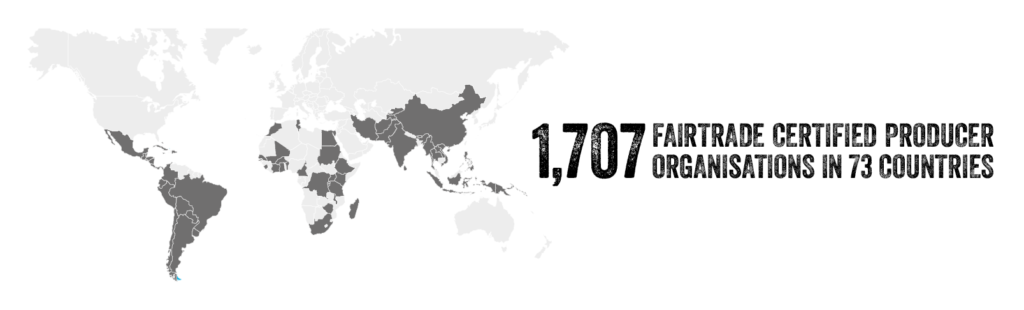 1,707 FAIRTRADE CERTIFIED PRODUCER
ORGANISATIONS IN 73 COUNTRIES